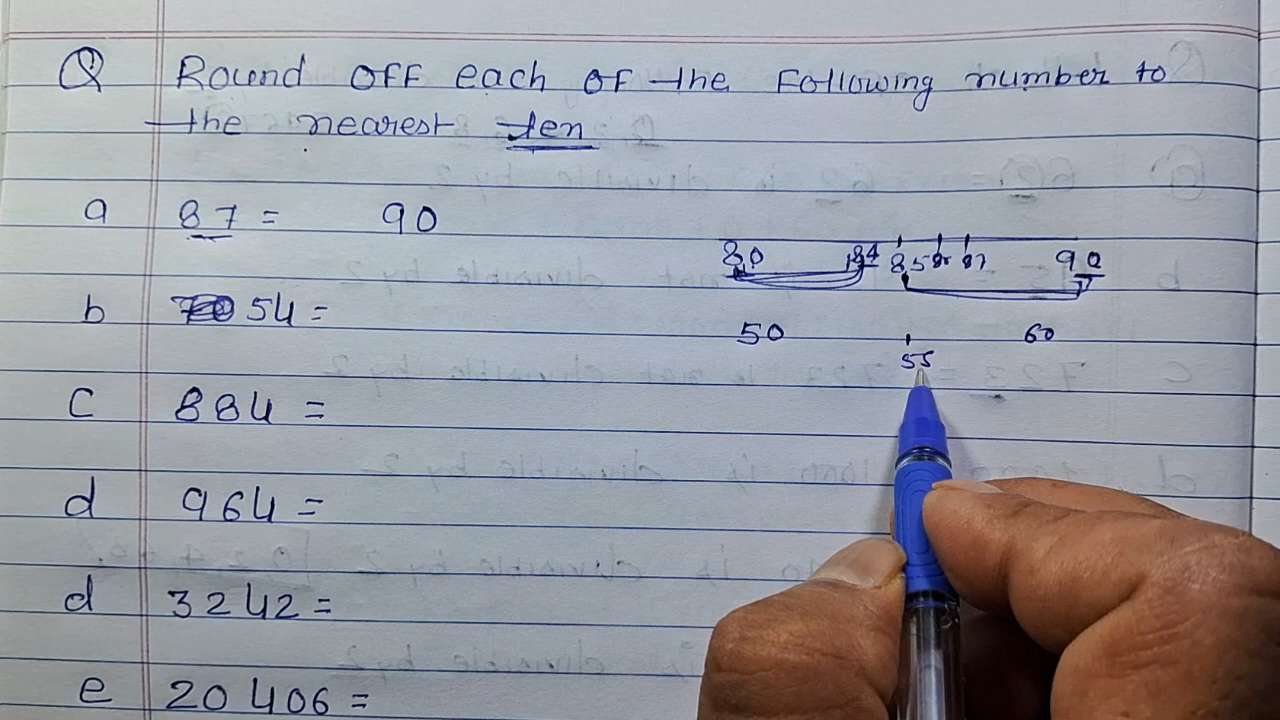 Q Round OFF each of the Following number to
the nearest ten
a 87 = 90
80 84 85 87 90
b 54 =
50 60
55
c 884 =
d 964 =
d 3242 =
e 20406 =